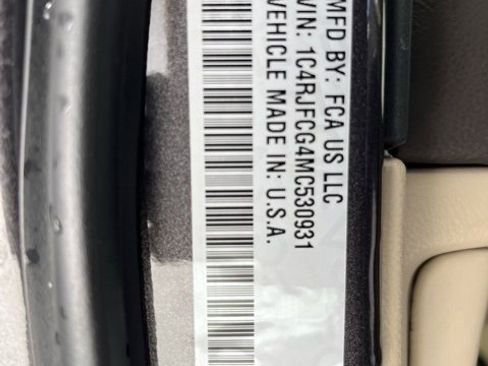 MFD BY: FCA US LLC
VIN: 1C4RJFCG4MC530931
VEHICLE MADE IN: U.S.A.